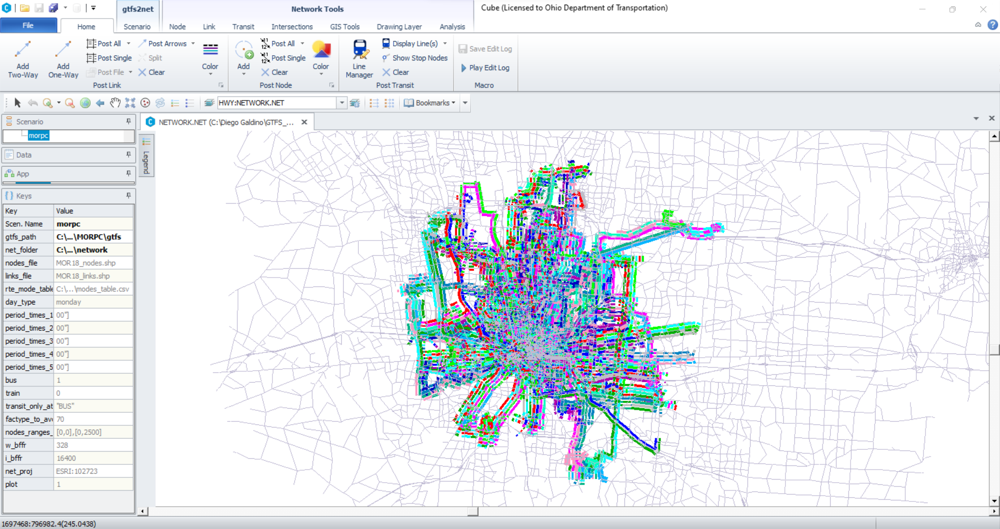 gtfs2net
Network Tools
Cube (Licensed to Ohio Department of Transportation)
File
Home
Scenario
Node
Link
Transit
Intersections
GIS Tools
Drawing Layer
Analysis
Add
Two-Way
Add
One-Way
Post All
Post Single
Post File
Post Arrows
Split
Clear
Color
Post Link
Add
Post All
Post Single
Clear
Color
Post Node
Line
Manager
Display Line(s)
Show Stop Nodes
Clear
Post Transit
Save Edit Log
Play Edit Log
Macro
HWY:NETWORK.NET
Bookmarks
Scenario
morpc
Data
App
Keys
NETWORK.NET (C:\Diego Galdino\GTFS_...
Legend
Key Value
Scen. Name morpc
gtfs_path C:\...\MORPC\gtfs
net_folder C:\...\network
nodes_file MOR18_nodes.shp
links_file MOR18_links.shp
rte_mode_table C:\...\modes_table.csv
day_type monday
period_times_1 00"]
period_times_2 00"]
period_times_3 00"]
period_times_4 00"]
period_times_5 00"]
bus 1
train 0
transit_only_at "BUS"
factype_to_av 70
nodes_ranges_ [0,0],[0,2500]
w_bffr 328
i_bffr 16400
net_proj ESRI:102723
plot 1
1697468:796982.4(245.0438)